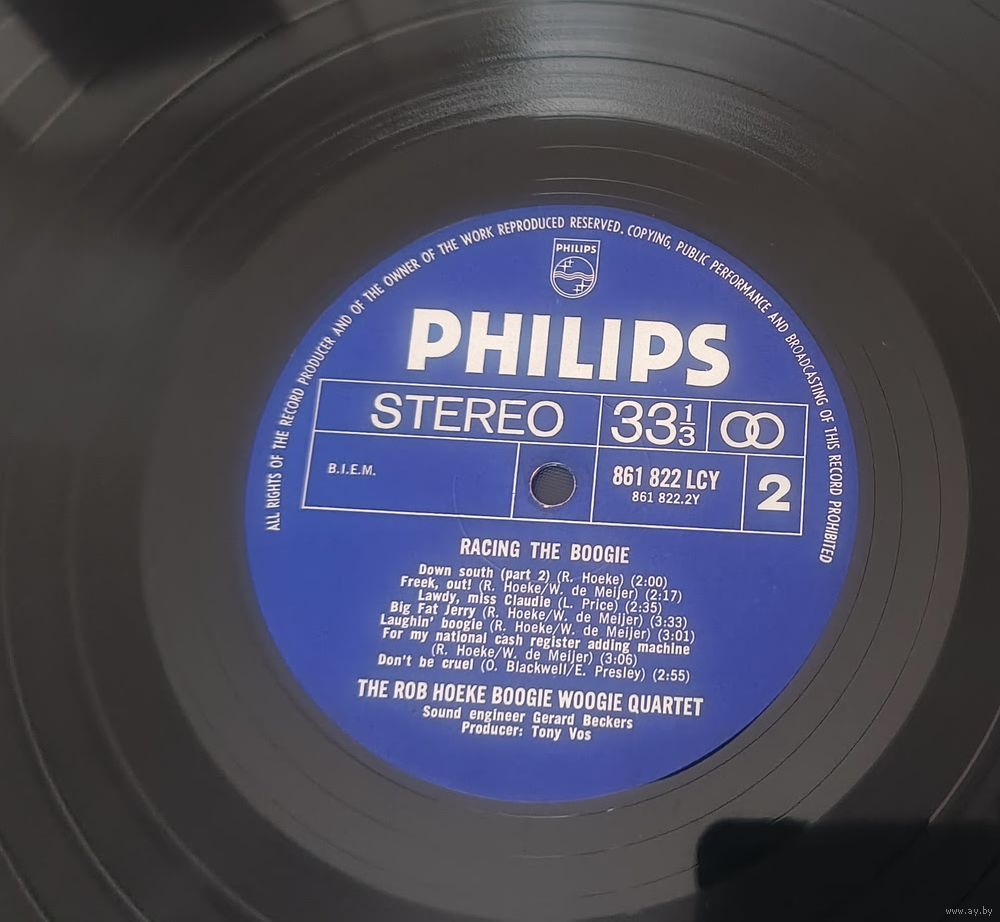 ALL RIGHTS OF THE RECORD PRODUCER AND OF THE OWNER OF THE WORK REPRODUCED RESERVED. COPYING, PUBLIC PERFORMANCE AND BROADCASTING OF THIS RECORD PROHIBITED
PHILIPS
PHILIPS
STEREO 33 1/3
B.I.E.M. 861 822 LCY 2
861 822.2Y
RACING THE BOOGIE
Down south (part 2) (R. Hoeke) (2:00)
Freek, out! (R. Hoeke/W. de Meijer) (2:17)
Lawdy, miss Claudie (L. Price) (2:35)
Big Fat Jerry (R. Hoeke/W. de Meijer) (3:33)
Laughin' boogie (R. Hoeke/W. de Meijer) (3:01)
For my national cash register adding machine
(R. Hoeke/W. de Meijer) (3:06)
Don't be cruel (O. Blackwell/E. Presley) (2:55)
THE ROB HOEKE BOOGIE WOOGIE QUARTET
Sound engineer Gerard Beckers
Producer: Tony Vos
www.ay.by